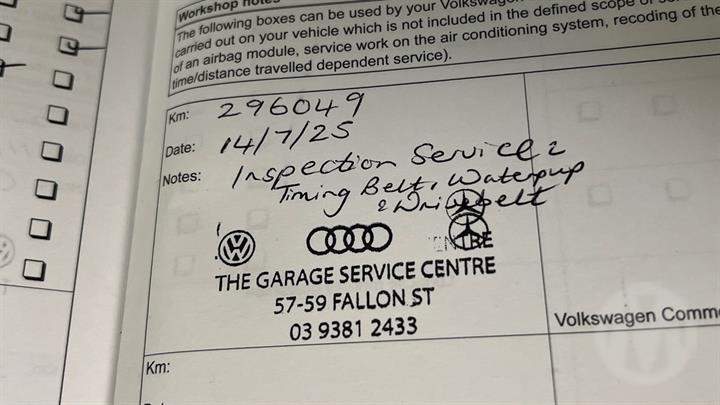 Workshop notes
The following boxes can be used by your Volkswagen
carried out on your vehicle which is not included in the defined scope of
of an airbag module, service work on the air conditioning system, recoding of the
time/distance travelled dependent service).
Km: 296049
Date: 14/7/25
Notes: Inspection Service &
Timing Belt, Waterpup
& Drivebelt
NTRE
THE GARAGE SERVICE CENTRE
57-59 FALLON ST
03 9381 2433
Volkswagen Comme
Km: